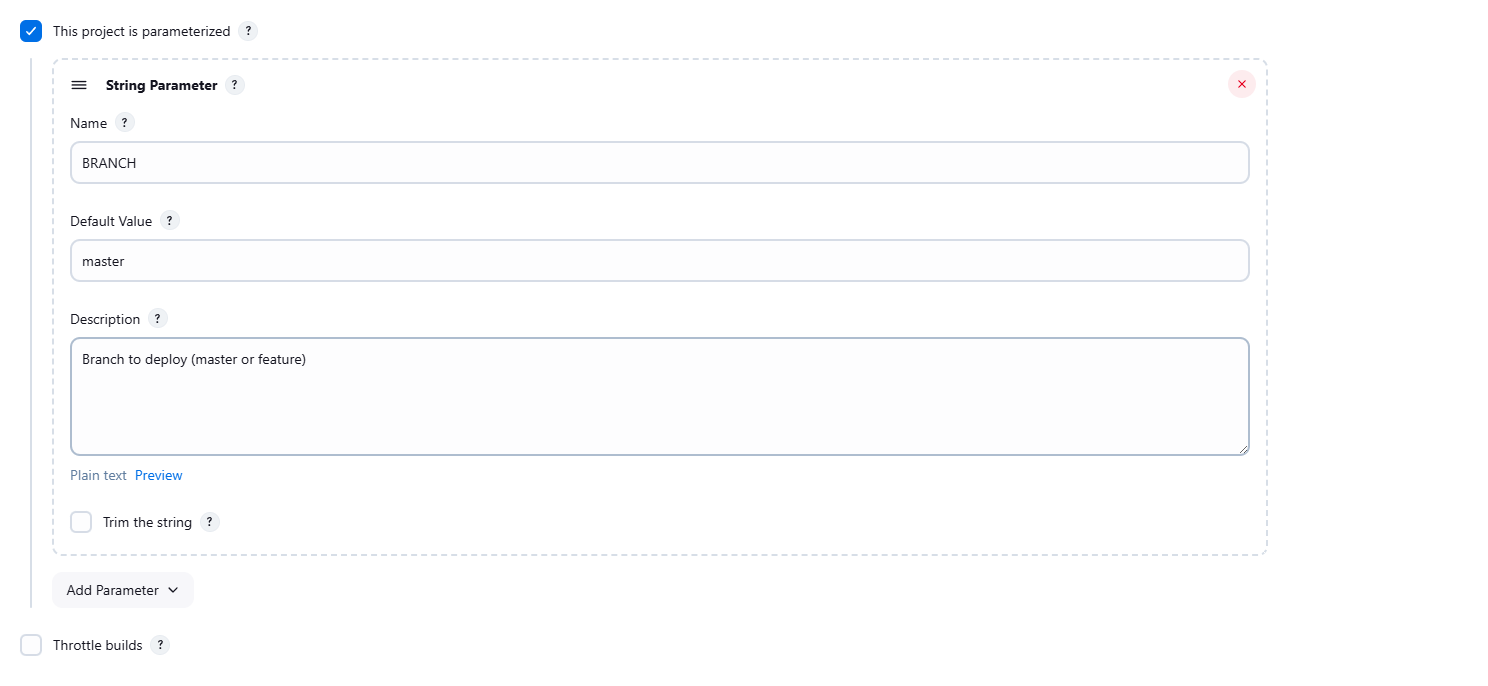 This project is parameterized ?
String Parameter ?
Name ?
BRANCH
Default Value ?
master
Description ?
Branch to deploy (master or feature)
Plain text Preview
Trim the string ?
Add Parameter
Throttle builds ?